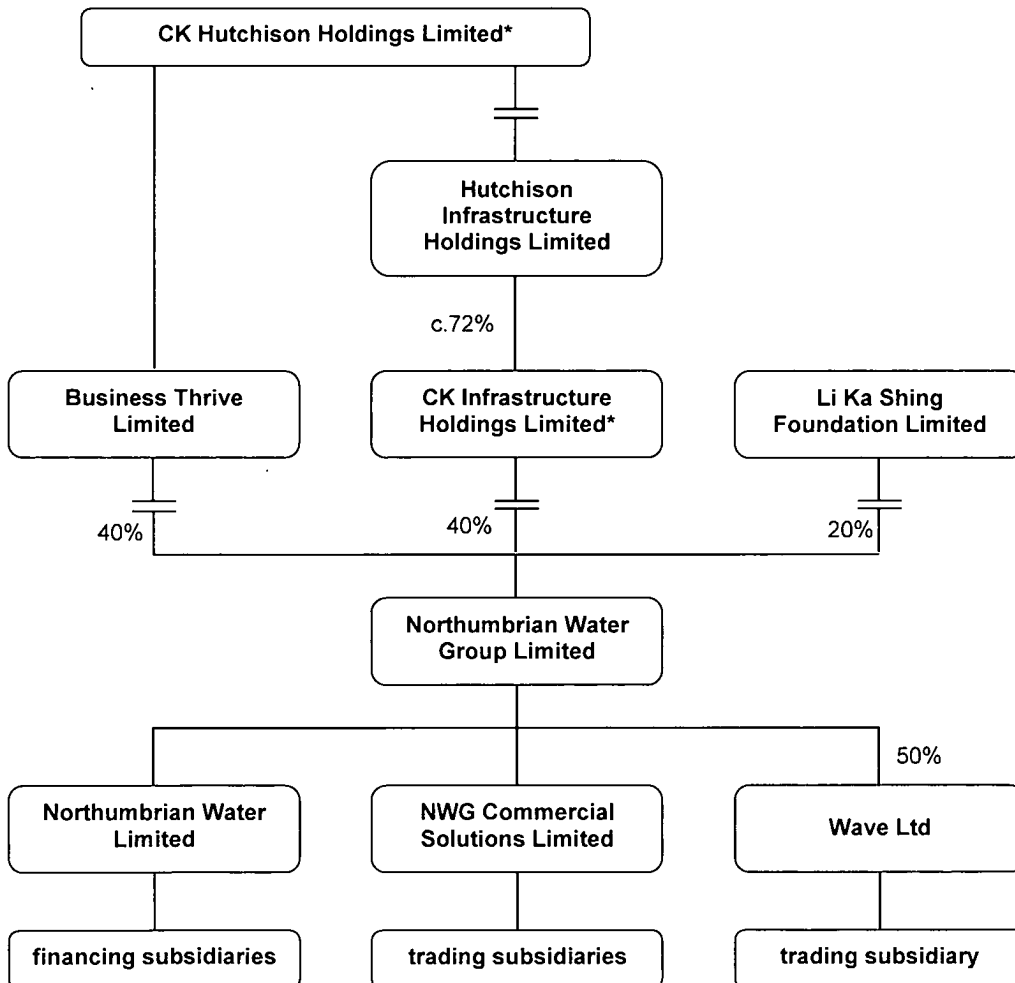 CK Hutchison Holdings Limited*
Hutchison
Infrastructure
Holdings Limited
c.72%
Business Thrive
Limited
CK Infrastructure
Holdings Limited*
Li Ka Shing
Foundation Limited
40%
40%
20%
Northumbrian Water
Group Limited
50%
Northumbrian Water
Limited
NWG Commercial
Solutions Limited
Wave Ltd
financing subsidiaries
trading subsidiaries
trading subsidiary